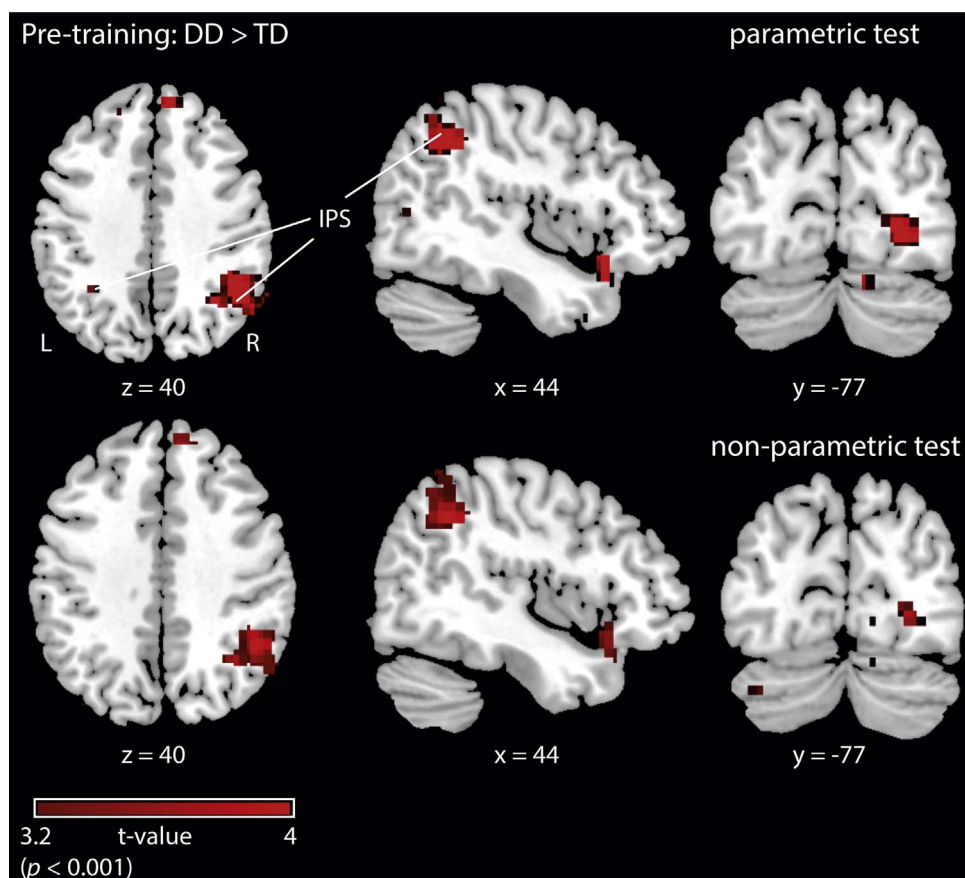 Pre-training: DD > TD
parametric test
IPS
L
R
z = 40
x = 44
y = -77
non-parametric test
z = 40
x = 44
y = -77
3.2
t-value
4
(p < 0.001)